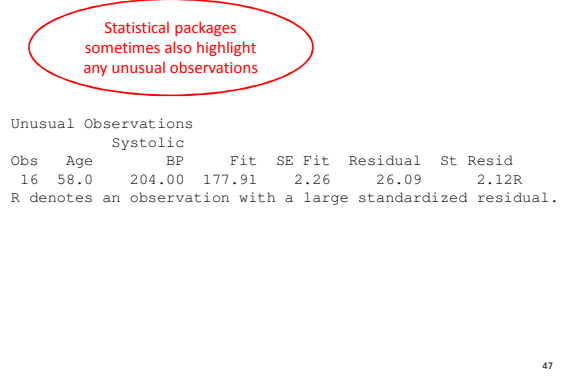 Statistical packages
sometimes also highlight
any unusual observations
Unusual Observations
Systolic
Obs Age BP Fit SE Fit Residual St Resid
16 58.0 204.00 177.91 2.26 26.09 2.12R
R denotes an observation with a large standardized residual.
47